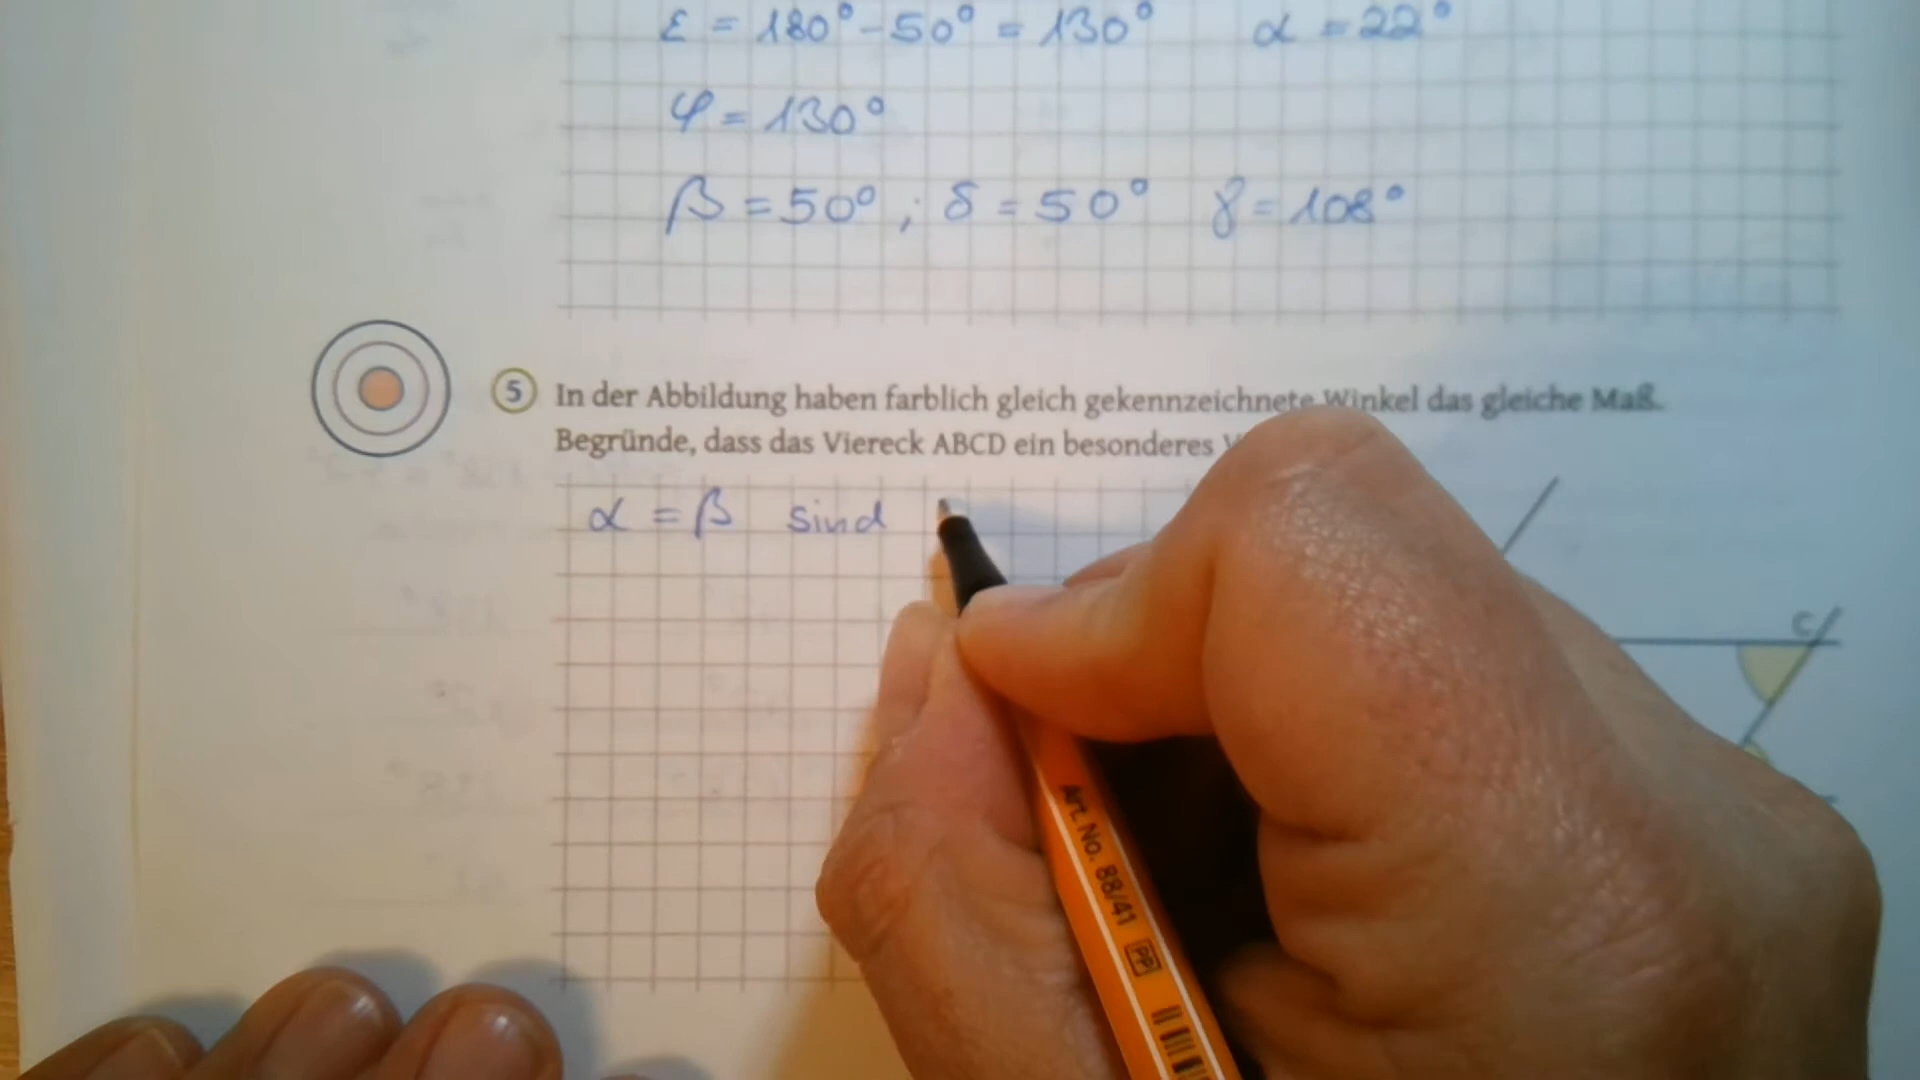 ε = 180° - 50° = 130° α = 22°
φ = 130°
β = 50° ; δ = 50° γ = 108°
5 In der Abbildung haben farblich gleich gekennzeichnete Winkel das gleiche Maß.
Begründe, dass das Viereck ABCD ein besonderes
α = β sind
C
Art. No. 88/41 PP